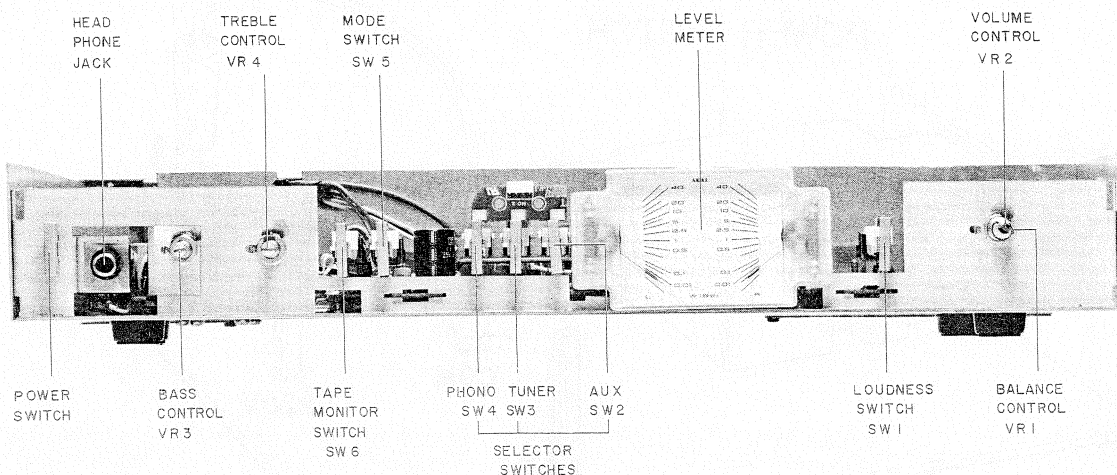 HEAD
PHONE
JACK
TREBLE
CONTROL
VR 4
MODE
SWITCH
SW 5
LEVEL
METER
VOLUME
CONTROL
VR 2
AKAI
POWER
SWITCH
BASS
CONTROL
VR 3
TAPE
MONITOR
SWITCH
SW 6
PHONO
SW 4
TUNER
SW3
AUX
SW 2
SELECTOR
SWITCHES
LOUDNESS
SWITCH
SW 1
BALANCE
CONTROL
VR 1